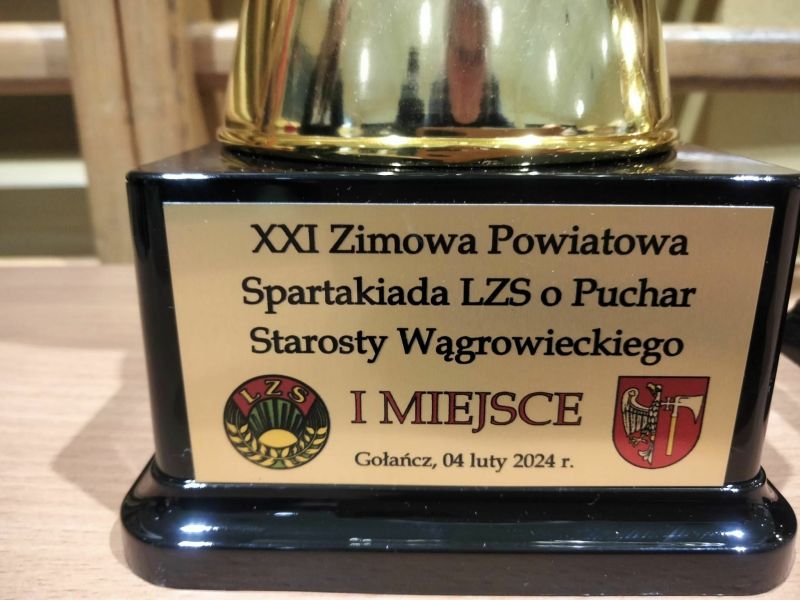 XXI Zimowa Powiatowa
Spartakiada LZS o Puchar
Starosty Wągrowieckiego
LZS
I MIEJSCE
Gołańcz, 04 luty 2024 r.